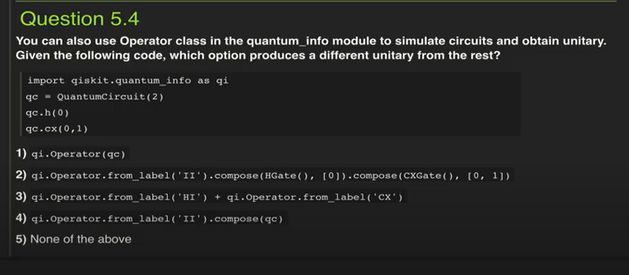 Question 5.4
You can also use Operator class in the quantum_info module to simulate circuits and obtain unitary.
Given the following code, which option produces a different unitary from the rest?
import qiskit.quantum_info as qi
qc = QuantumCircuit(2)
qc.h(0)
qc.cx(0,1)
1) qi.Operator(qc)
2) qi.Operator.from_label('II').compose(HGate(), [0]).compose(CXGate(), [0, 1])
3) qi.Operator.from_label('HI') + qi.Operator.from_label('CX')
4) qi.Operator.from_label('II').compose(qc)
5) None of the above